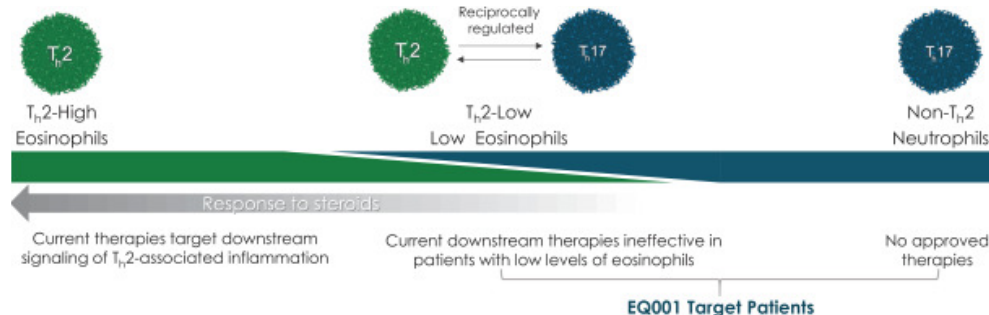 Reciprocally
regulated
Tₕ2
Tₕ2
Tₕ17
Tₕ17
Tₕ2-High
Eosinophils
Tₕ2-Low
Low Eosinophils
Non-Tₕ2
Neutrophils
Response to steroids
Current therapies target downstream
signaling of Tₕ2-associated inflammation
Current downstream therapies ineffective in
patients with low levels of eosinophils
No approved
therapies
EQ001 Target Patients